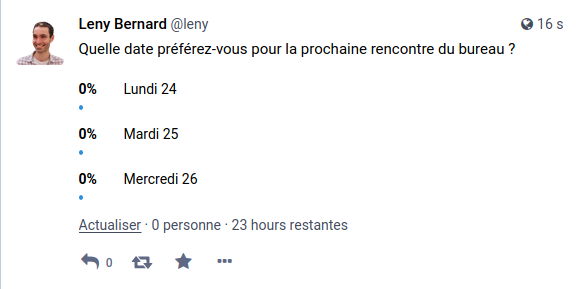 Leny Bernard @leny 16 s
Quelle date préférez-vous pour la prochaine rencontre du bureau ?
0% Lundi 24
0% Mardi 25
0% Mercredi 26
Actualiser · 0 personne · 23 hours restantes
0